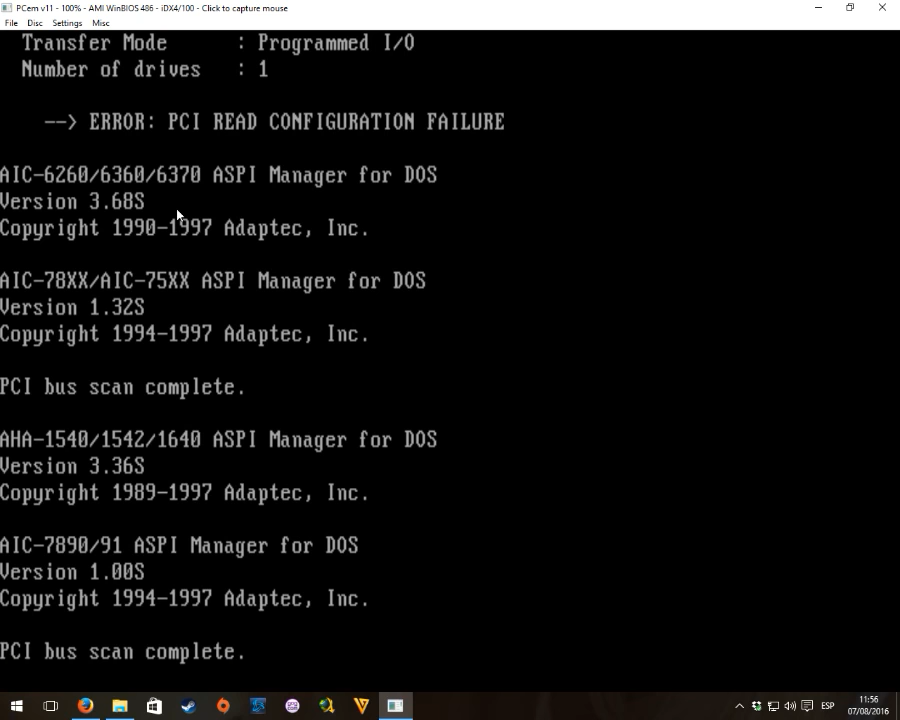 PCem v11 - 100% - AMI WinBIOS 486 - iDX4/100 - Click to capture mouse
File Disc Settings Misc
Transfer Mode : Programmed I/O
Number of drives : 1
--> ERROR: PCI READ CONFIGURATION FAILURE
AIC-6260/6360/6370 ASPI Manager for DOS
Version 3.68S
Copyright 1990-1997 Adaptec, Inc.
AIC-78XX/AIC-75XX ASPI Manager for DOS
Version 1.32S
Copyright 1994-1997 Adaptec, Inc.
PCI bus scan complete.
AHA-1540/1542/1640 ASPI Manager for DOS
Version 3.36S
Copyright 1989-1997 Adaptec, Inc.
AIC-7890/91 ASPI Manager for DOS
Version 1.00S
Copyright 1994-1997 Adaptec, Inc.
PCI bus scan complete.
ESP
11:56
07/08/2016